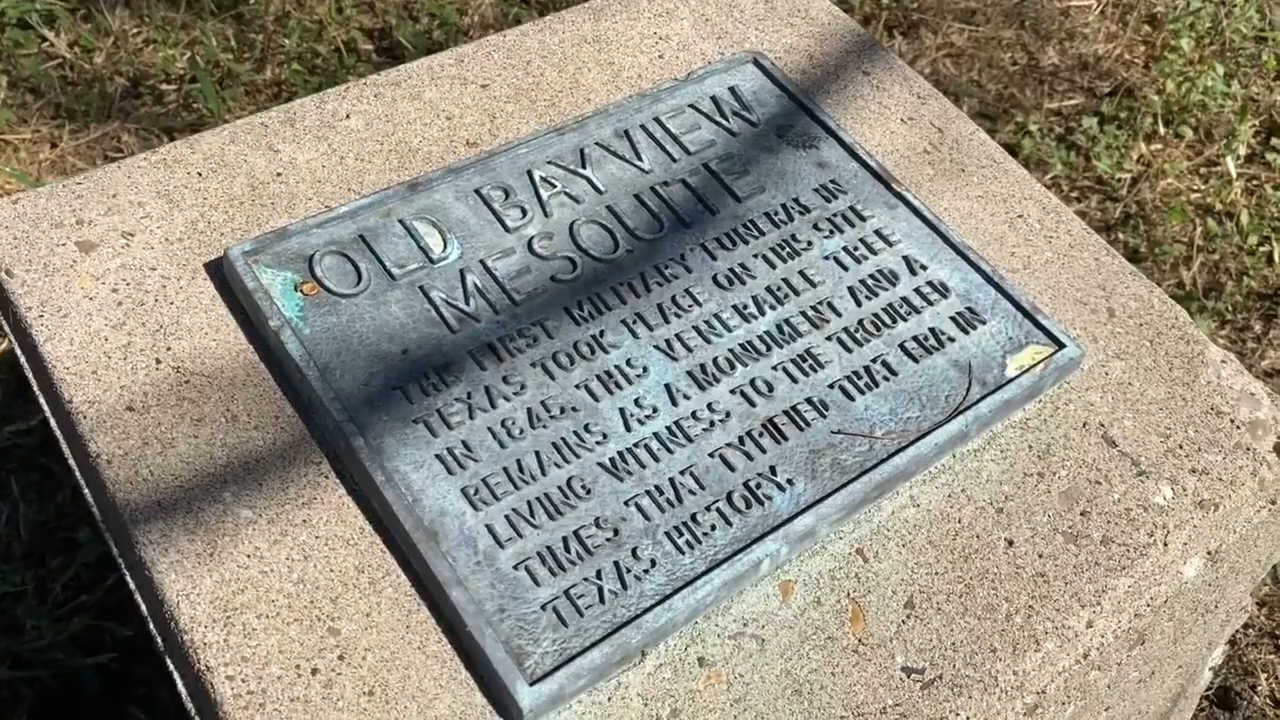 OLD BAYVIEW
MESQUITE
THE FIRST MILITARY FUNERAL IN
TEXAS TOOK PLACE ON THIS SITE
IN 1845. THIS VENERABLE TREE
REMAINS AS A MONUMENT AND A
LIVING WITNESS TO THE TROUBLED
TIMES THAT TYPIFIED THAT ERA IN
TEXAS HISTORY.